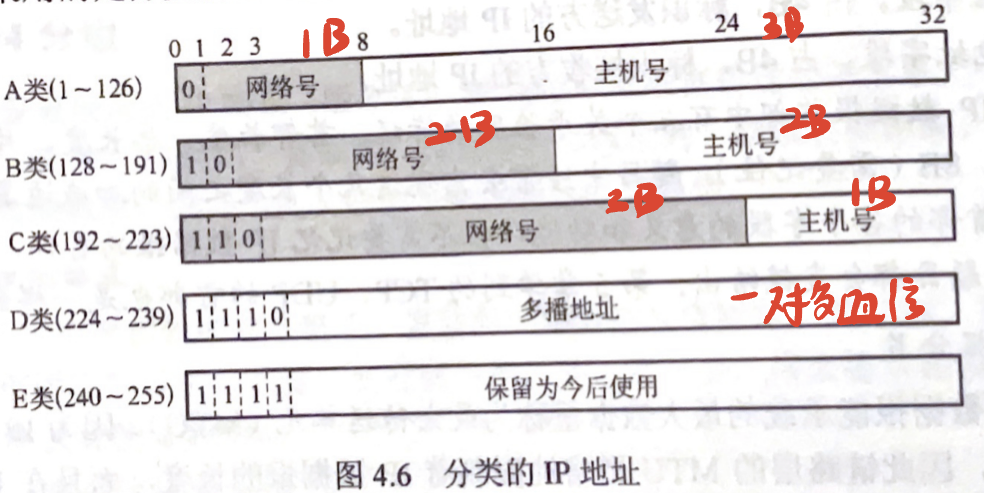 0 1 2 3 1B 8 16 24 3B 32
A类(1~126) 0 网络号 主机号
B类(128~191) 1 0 网络号 2B 主机号 2B
C类(192~223) 1 1 0 网络号 2B 主机号 1B
D类(224~239) 1 1 1 0 多播地址 一对多通信
E类(240~255) 1 1 1 1 保留为今后使用
图 4.6 分类的 IP 地址